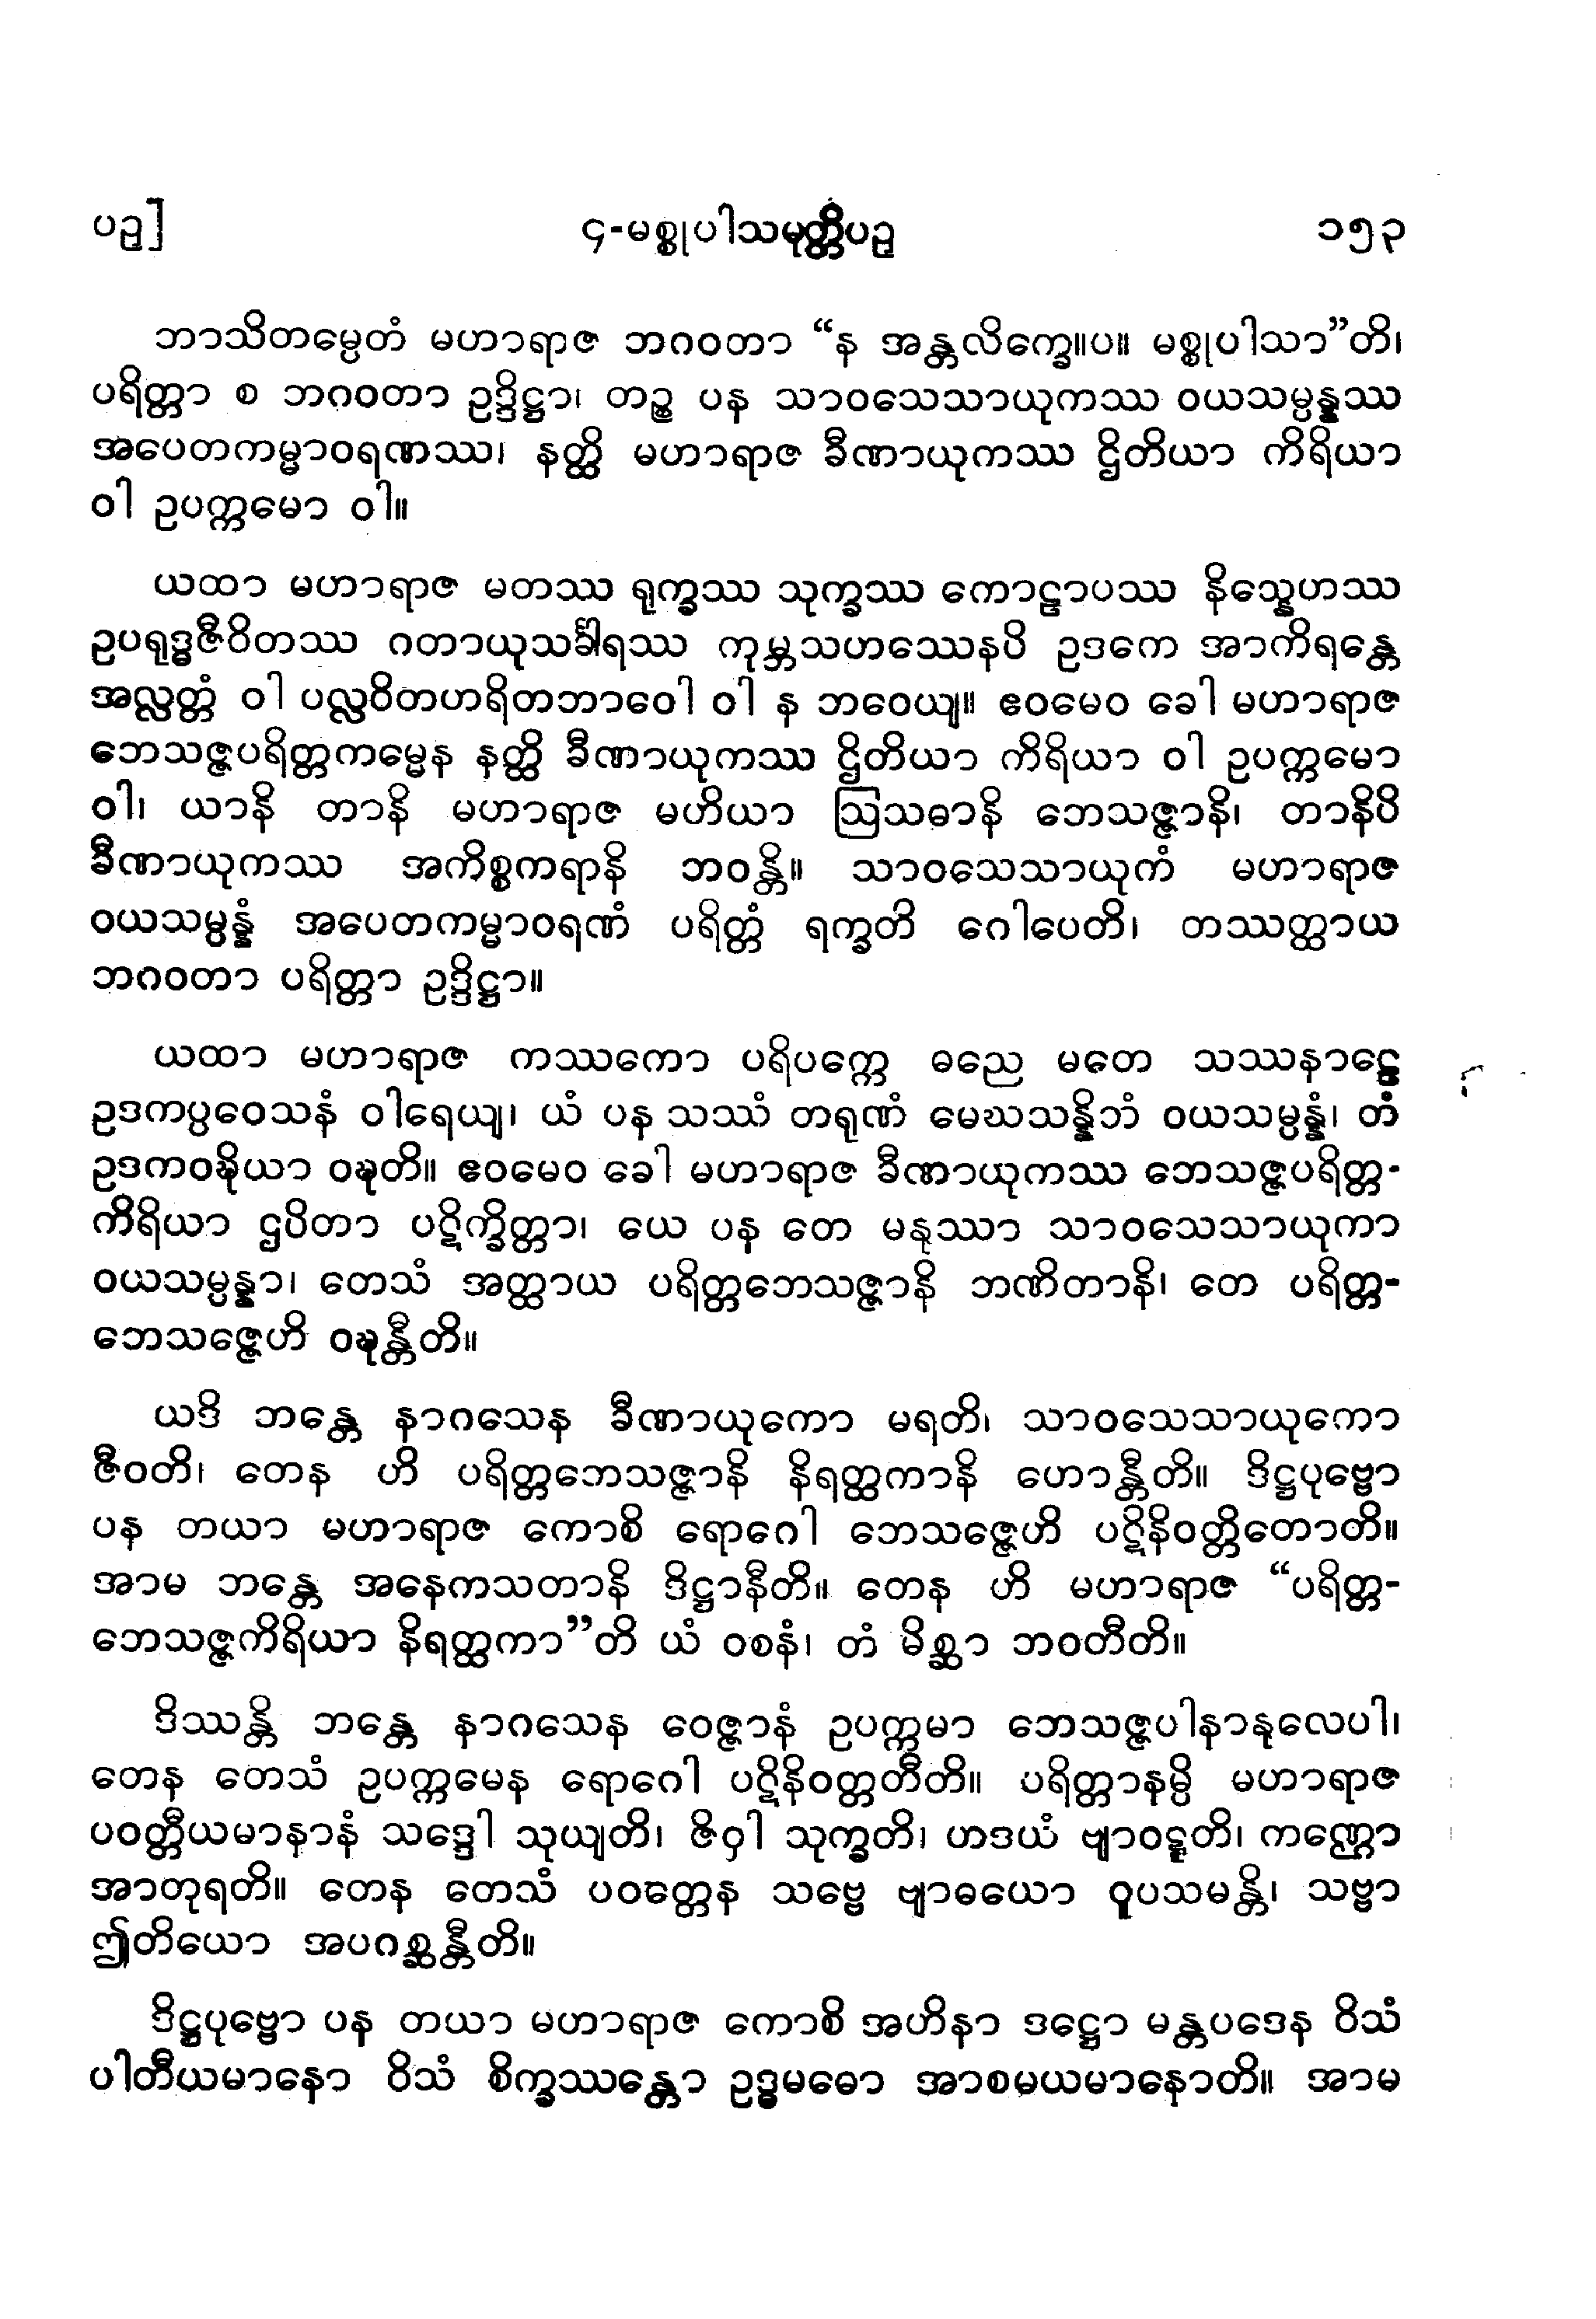 ပဉှ]
၄-မစ္စုပါသမုတ္တိပဉှ
၁၅၃
ဘာသိတမ္ပေတံ မဟာရာဇ ဘဂဝတာ “န အန္တလိက္ခေ။ပ။ မစ္စုပါသာ”တိ၊
ပရိတ္တာ စ ဘဂဝတာ ဥဒ္ဒိဋ္ဌာ၊ တဉ္စ ပန သာဝသေသာယုကဿ ဝယသမ္ပန္နဿ
အပေတကမ္မာဝရဏဿ၊ နတ္ထိ မဟာရာဇ ခီဏာယုကဿ ဌိတိယာ ကိရိယာ
ဝါ ဥပက္ကမော ဝါ။
ယထာ မဟာရာဇ မတဿ ရုက္ခဿ သုက္ခဿ ကောဠာပဿ နိသ္နေဟဿ
ဥပရုဒ္ဓဇီဝိတဿ ဂတာယုသင်္ခါရဿ ကုမ္ဘသဟဿေနပိ ဥဒကေ အာကိရန္တေ
အလ္လတ္တံ ဝါ ပလ္လဝိတဟရိတဘာဝေါ ဝါ န ဘဝေယျ။ ဧဝမေဝ ခေါ မဟာရာဇ
ဘေသဇ္ဇပရိတ္တကမ္မေန နတ္ထိ ခီဏာယုကဿ ဌိတိယာ ကိရိယာ ဝါ ဥပက္ကမော
ဝါ၊ ယာနိ တာနိ မဟာရာဇ မဟိယာ ဩသဓာနိ ဘေသဇ္ဇာနိ၊ တာနိပိ
ခီဏာယုကဿ အကိစ္စကရာနိ ဘဝန္တိ။ သာဝသေသာယုကံ မဟာရာဇ
ဝယသမ္ပန္နံ အပေတကမ္မာဝရဏံ ပရိတ္တံ ရက္ခတိ ဂေါပေတိ၊ တဿတ္ထာယ
ဘဂဝတာ ပရိတ္တာ ဥဒ္ဒိဋ္ဌာ။
ယထာ မဟာရာဇ ကဿကော ပရိပက္ကေ ဓညေ မတေ သဿနာဠေ
ဥဒကပ္ပဝေသနံ ဝါရေယျ၊ ယံ ပန သဿံ တရုဏံ မေဃသန္နိဘံ ဝယသမ္ပန္နံ၊ တံ
ဥဒကဝဍ္ဎိယာ ဝဍ္ဎတိ။ ဧဝမေဝ ခေါ မဟာရာဇ ခီဏာယုကဿ ဘေသဇ္ဇပရိတ္တ-
ကိရိယာ ဌပိတာ ပဋိက္ခိတ္တာ၊ ယေ ပန တေ မနုဿာ သာဝသေသာယုကာ
ဝယသမ္ပန္နာ၊ တေသံ အတ္ထာယ ပရိတ္တဘေသဇ္ဇာနိ ဘဏိတာနိ၊ တေ ပရိတ္တ-
ဘေသဇ္ဇေဟိ ဝဍ္ဎန္တီတိ။
ယဒိ ဘန္တေ နာဂသေန ခီဏာယုကော မရတိ၊ သာဝသေသာယုကော
ဇီဝတိ၊ တေန ဟိ ပရိတ္တဘေသဇ္ဇာနိ နိရတ္ထကာနိ ဟောန္တီတိ။ ဒိဋ္ဌပုဗ္ဗော
ပန တယာ မဟာရာဇ ကောစိ ရောဂေါ ဘေသဇ္ဇေဟိ ပဋိနိဝတ္တိတောတိ။
အာမ ဘန္တေ အနေကသတာနိ ဒိဋ္ဌာနီတိ။ တေန ဟိ မဟာရာဇ “ပရိတ္တ-
ဘေသဇ္ဇကိရိယာ နိရတ္ထကာ”တိ ယံ ဝစနံ၊ တံ မိစ္ဆာ ဘဝတီတိ။
ဒိဿန္တိ ဘန္တေ နာဂသေန ဝေဇ္ဇာနံ ဥပက္ကမာ ဘေသဇ္ဇပါနာနုလေပါ၊
တေန တေသံ ဥပက္ကမေန ရောဂေါ ပဋိနိဝတ္တတီတိ။ ပရိတ္တာနမ္ပိ မဟာရာဇ
ပဝတ္တီယမာနာနံ သဒ္ဒေါ သုယျတိ၊ ဇိဝှါ သုက္ခတိ၊ ဟဒယံ ဗျာဝဋ္ဋတိ၊ ကဏ္ဌော
အာတုရတိ။ တေန တေသံ ပဝတ္တေန သဗ္ဗေ ဗျာဓယော ဝူပသမန္တိ၊ သဗ္ဗာ
ဤတိယော အပဂစ္ဆန္တီတိ။
ဒိဋ္ဌပုဗ္ဗော ပန တယာ မဟာရာဇ ကောစိ အဟိနာ ဒဋ္ဌော မန္တပဒေန ဝိသံ
ပါတီယမာနော ဝိသံ စိက္ခဿန္တော ဥဒ္ဓမဓော အာစမယမာနောတိ။ အာမ